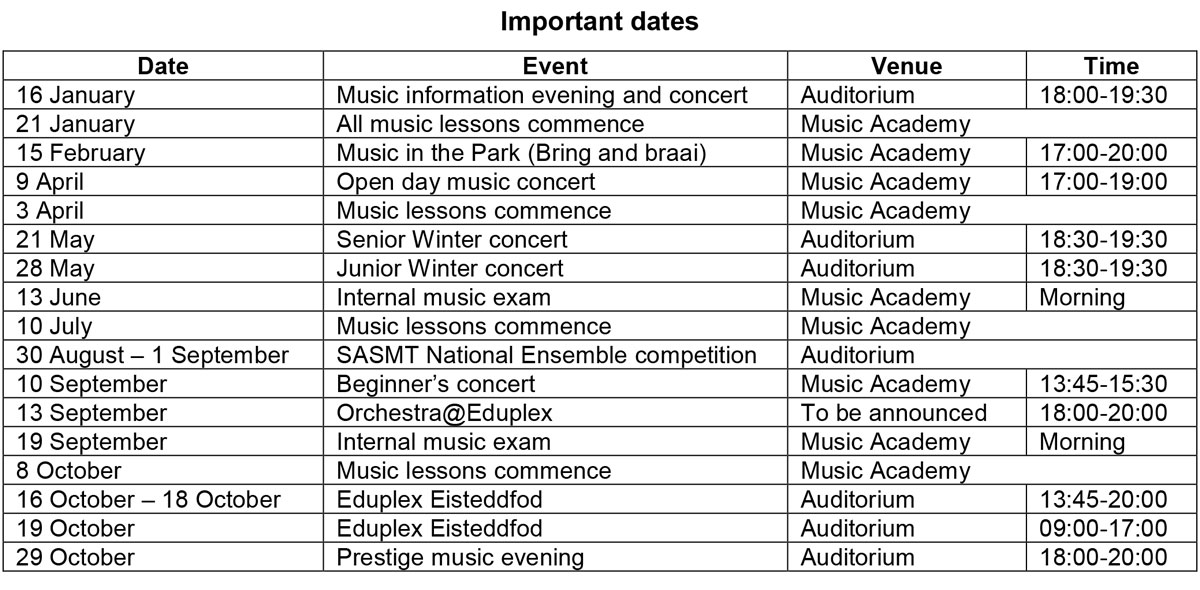 Important dates
Date Event Venue Time
16 January Music information evening and concert Auditorium 18:00-19:30
21 January All music lessons commence Music Academy
15 February Music in the Park (Bring and braai) Music Academy 17:00-20:00
9 April Open day music concert Music Academy 17:00-19:00
3 April Music lessons commence Music Academy
21 May Senior Winter concert Auditorium 18:30-19:30
28 May Junior Winter concert Auditorium 18:30-19:30
13 June Internal music exam Music Academy Morning
10 July Music lessons commence Music Academy
30 August – 1 September SASMT National Ensemble competition Auditorium
10 September Beginner’s concert Music Academy 13:45-15:30
13 September Orchestra@Eduplex To be announced 18:00-20:00
19 September Internal music exam Music Academy Morning
8 October Music lessons commence Music Academy
16 October – 18 October Eduplex Eisteddfod Auditorium 13:45-20:00
19 October Eduplex Eisteddfod Auditorium 09:00-17:00
29 October Prestige music evening Auditorium 18:00-20:00